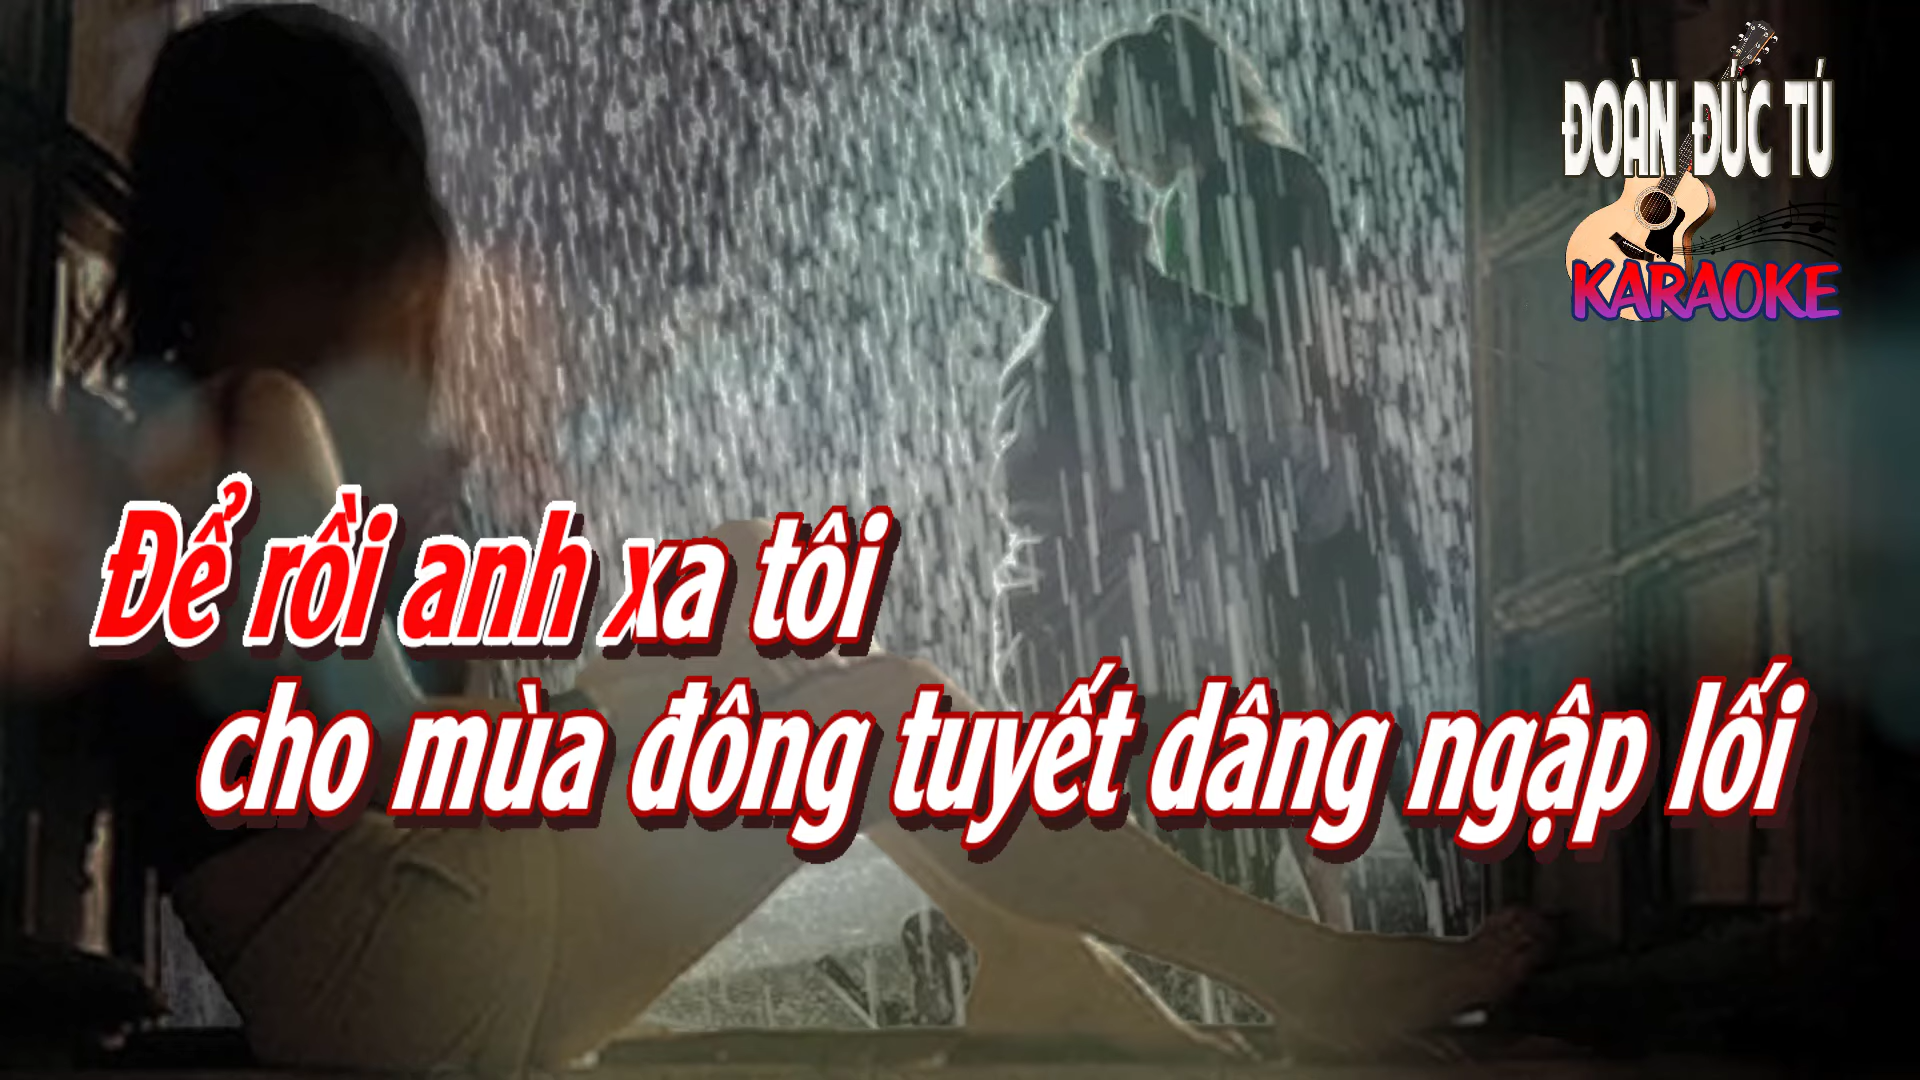 ĐOÀN ĐỨC TÚ
KARAOKE
Để rồi anh xa tôi
cho mùa đông tuyết dâng ngập lối